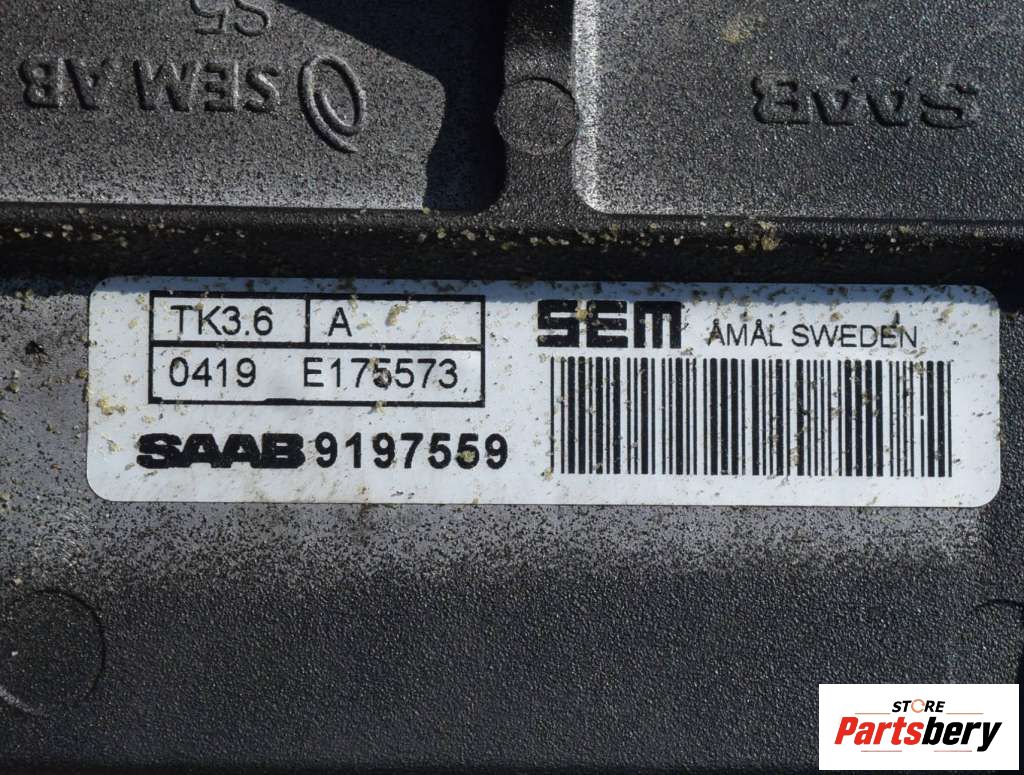 S5
SEM AB
SAAB
TK3.6 A
0419 E175573
SAAB 9197559
SEM ÅMÅL SWEDEN
STORE
Partsbery